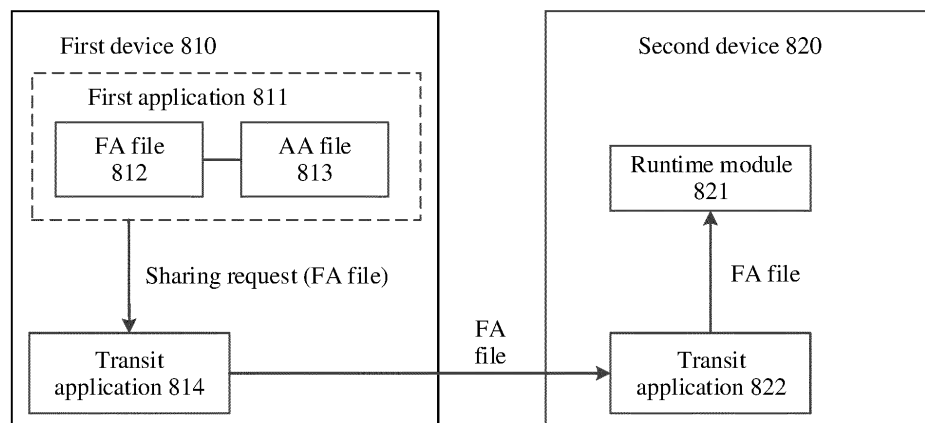 First device 810
First application 811
FA file
812
AA file
813
Sharing request (FA file)
Transit
application 814
FA
file
Second device 820
Runtime module
821
FA file
Transit
application 822